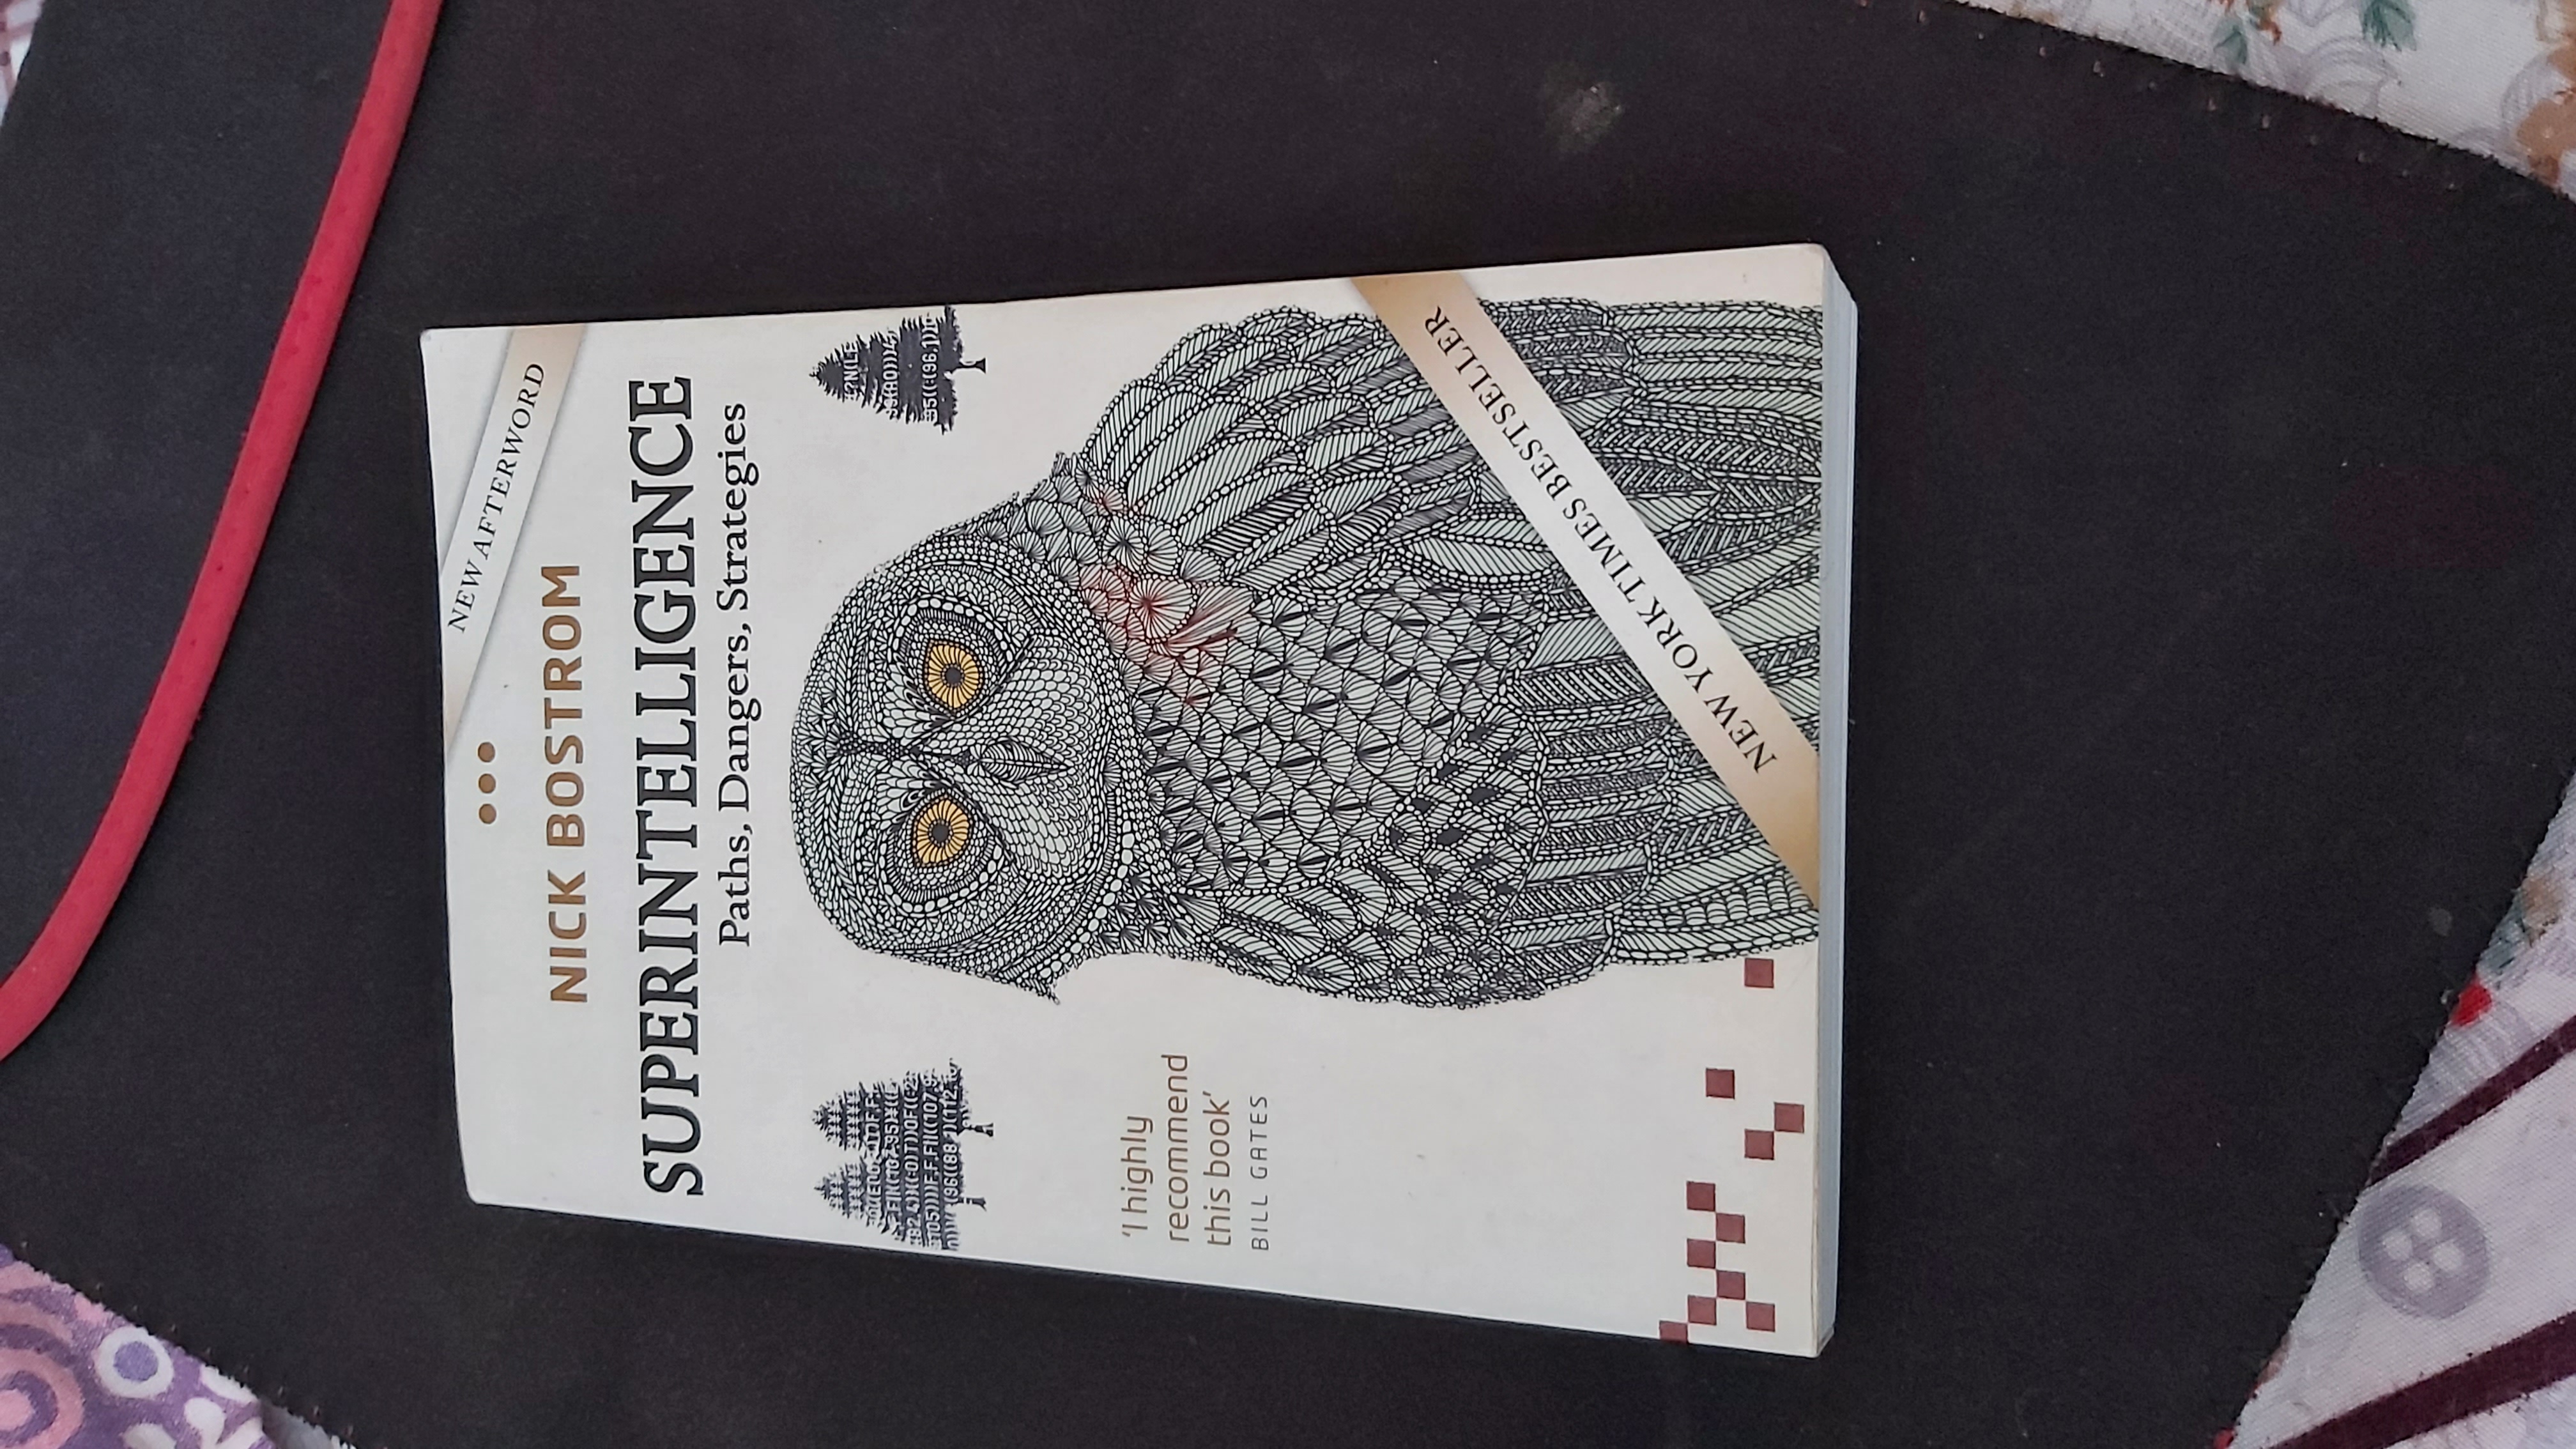 NEW AFTERWORD
NICK BOSTROM
SUPERINTELLIGENCE
Paths, Dangers, Strategies
'I highly
recommend
this book'
BILL GATES
NEW YORK TIMES BESTSELLER